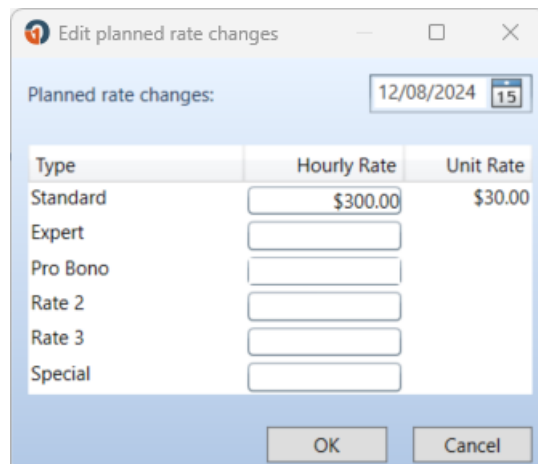 Edit planned rate changes
Planned rate changes: 12/08/2024 15
Type Hourly Rate Unit Rate
Standard $300.00 $30.00
Expert
Pro Bono
Rate 2
Rate 3
Special
OK Cancel